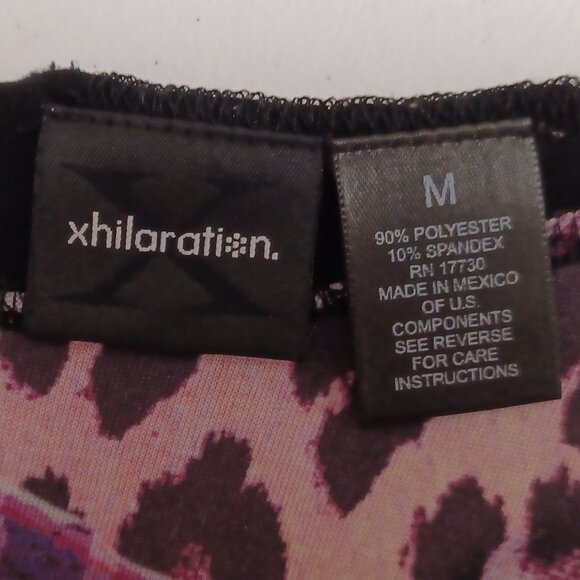 xhilaration.
M
90% POLYESTER
10% SPANDEX
RN 17730
MADE IN MEXICO
OF U.S.
COMPONENTS
SEE REVERSE
FOR CARE
INSTRUCTIONS